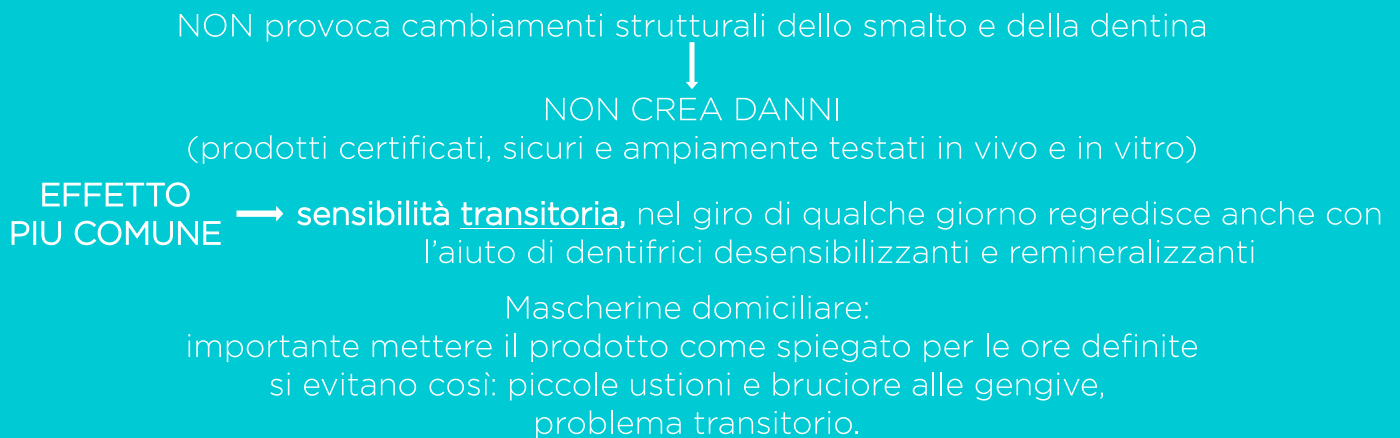 NON provoca cambiamenti strutturali dello smalto e della dentina
NON CREA DANNI
(prodotti certificati, sicuri e ampiamente testati in vivo e in vitro)
EFFETTO
PIU COMUNE
sensibilità transitoria, nel giro di qualche giorno regredisce anche con
l'aiuto di dentifrici desensibilizzanti e remineralizzanti
Mascherine domiciliare:
importante mettere il prodotto come spiegato per le ore definite
si evitano così: piccole ustioni e bruciore alle gengive,
problema transitorio.